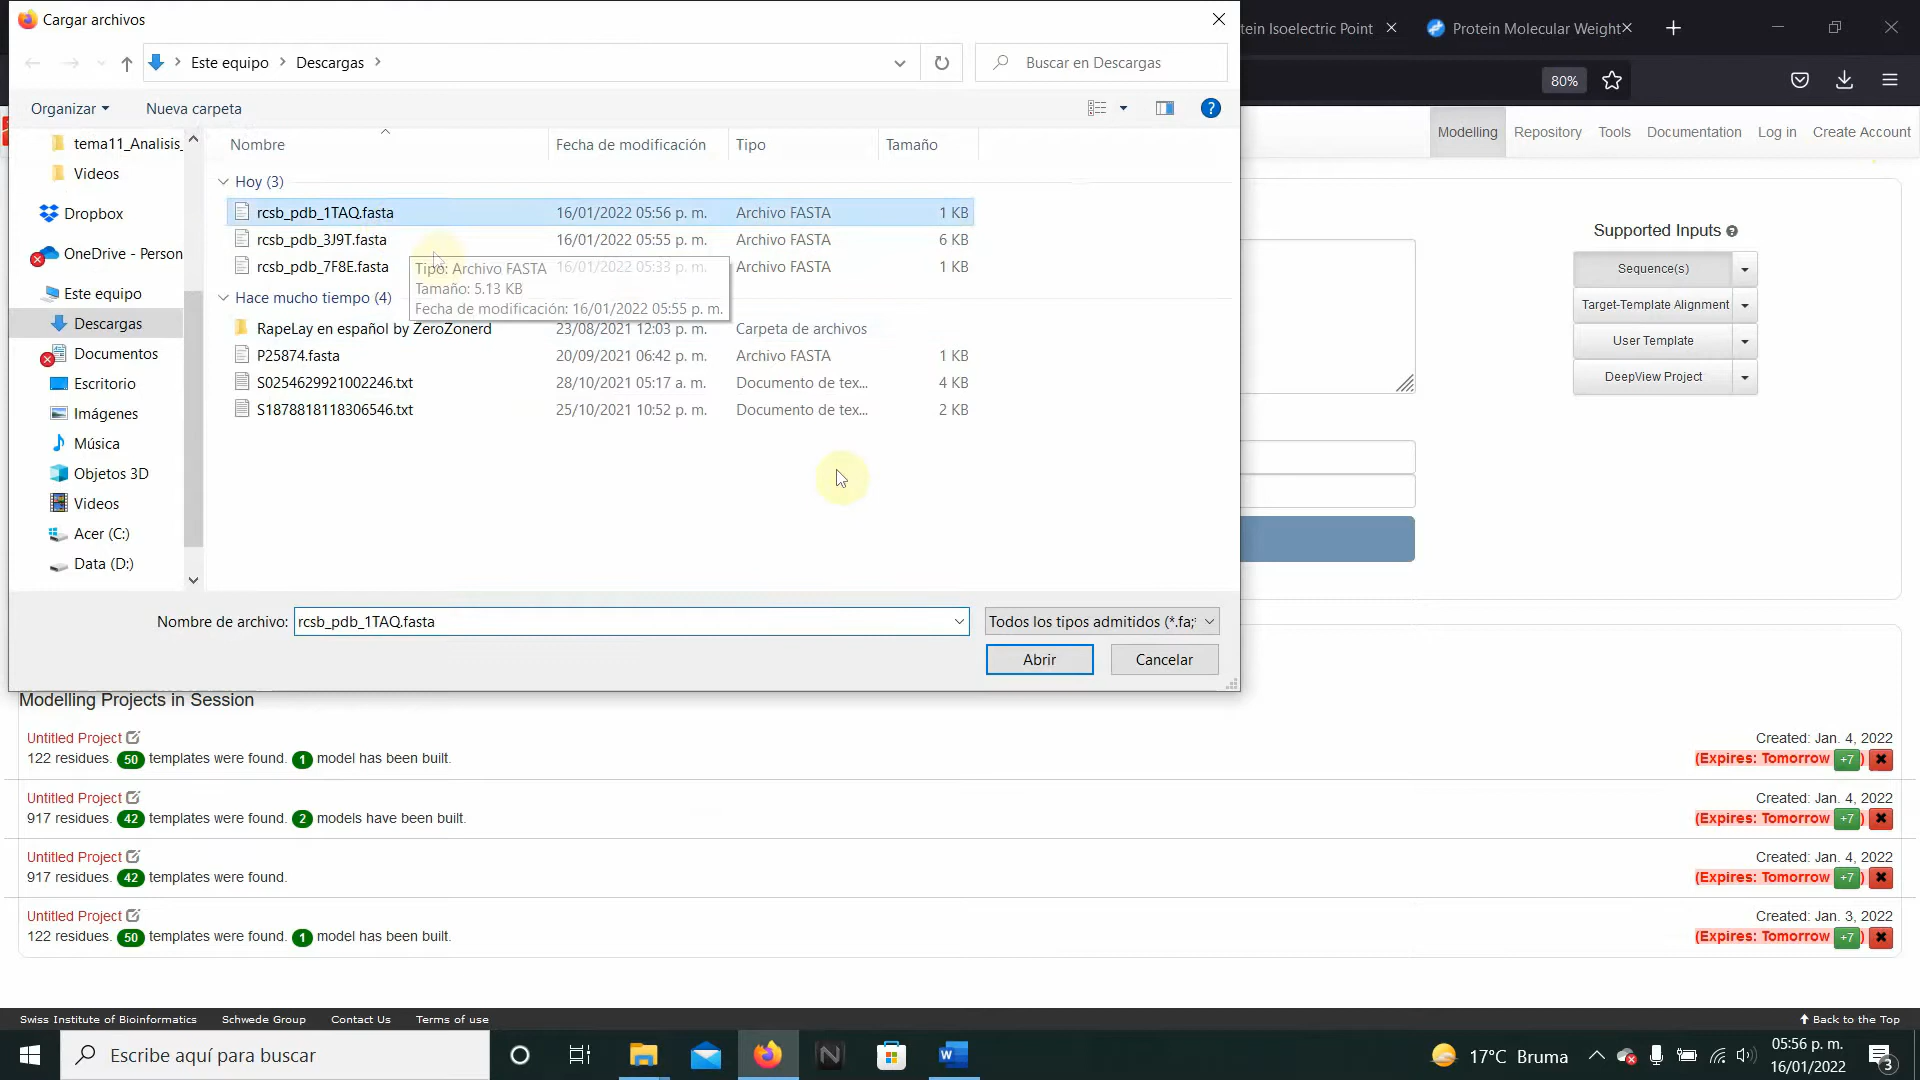 Cargar archivos
tein Isoelectric Point
Protein Molecular Weight
Este equipo
Descargas
Buscar en Descargas
80%
Organizar
Nueva carpeta
Modelling
Repository
Tools
Documentation
Log in
Create Account
Nombre
Fecha de modificación
Tipo
Tamaño
tema11_Analisis_
Videos
Dropbox
OneDrive - Person
Este equipo
Descargas
Documentos
Escritorio
Imágenes
Música
Objetos 3D
Videos
Acer (C:)
Data (D:)
Hoy (3)
rcsb_pdb_1TAQ.fasta 16/01/2022 05:56 p. m. Archivo FASTA 1 KB
rcsb_pdb_3J9T.fasta 16/01/2022 05:55 p. m. Archivo FASTA 6 KB
rcsb_pdb_7F8E.fasta 16/01/2022 05:33 p. m. Archivo FASTA 1 KB
Tipo: Archivo FASTA
Tamaño: 5.13 KB
Fecha de modificación: 16/01/2022 05:55 p. m.
Hace mucho tiempo (4)
RapeLay en español by ZeroZonerd 23/08/2021 12:03 p. m. Carpeta de archivos
P25874.fasta 20/09/2021 06:42 p. m. Archivo FASTA 1 KB
S0254629921002246.txt 28/10/2021 05:17 a. m. Documento de tex... 4 KB
S1878818118306546.txt 25/10/2021 10:52 p. m. Documento de tex... 2 KB
Nombre de archivo: rcsb_pdb_1TAQ.fasta
Todos los tipos admitidos (*.fa;
Abrir
Cancelar
Supported Inputs
Sequence(s)
Target-Template Alignment
User Template
DeepView Project
Modelling Projects in Session
Untitled Project Created: Jan. 4, 2022
122 residues. 50 templates were found. 1 model has been built. (Expires: Tomorrow +7 )
Untitled Project Created: Jan. 4, 2022
917 residues. 42 templates were found. 2 models have been built. (Expires: Tomorrow +7 )
Untitled Project Created: Jan. 4, 2022
917 residues. 42 templates were found. (Expires: Tomorrow +7 )
Untitled Project Created: Jan. 3, 2022
122 residues. 50 templates were found. 1 model has been built. (Expires: Tomorrow +7 )
Swiss Institute of Bioinformatics Schwede Group Contact Us Terms of use Back to the Top
Escribe aquí para buscar
17°C Bruma
05:56 p. m.
16/01/2022
3